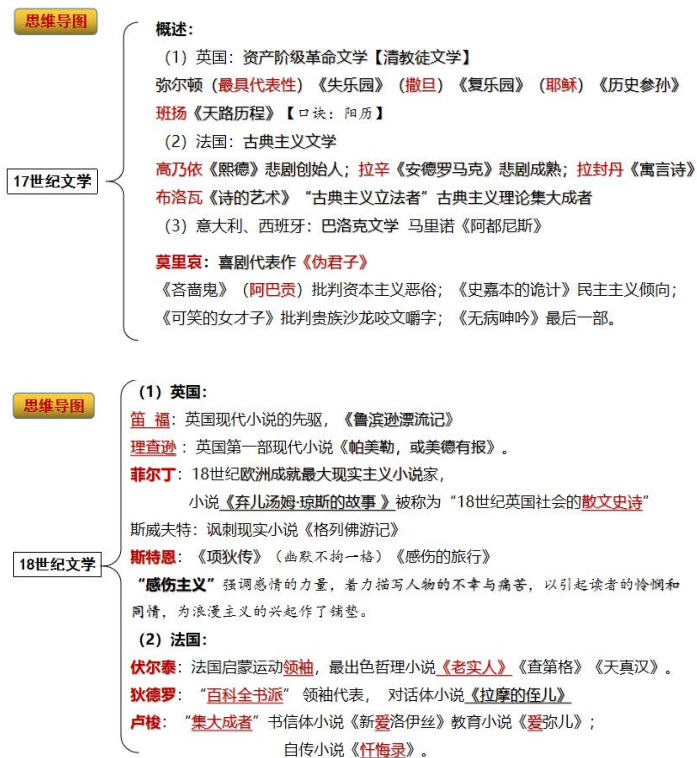 思维导图
17世纪文学
概述：
（1）英国：资产阶级革命文学【清教徒文学】
弥尔顿（最具代表性）《失乐园》（撒旦）《复乐园》（耶稣）《历史参孙》
班扬《天路历程》【口诀：阳历】
（2）法国：古典主义文学
高乃依《熙德》悲剧创始人；拉辛《安德罗马克》悲剧成熟；拉封丹《寓言诗》
布洛瓦《诗的艺术》“古典主义立法者”古典主义理论集大成者
（3）意大利、西班牙：巴洛克文学 马里诺《阿都尼斯》
莫里哀：喜剧代表作《伪君子》
《吝啬鬼》（阿巴贡）批判资本主义恶俗；《史嘉本的诡计》民主主义倾向；
《可笑的女才子》批判贵族沙龙咬文嚼字；《无病呻吟》最后一部。
思维导图
18世纪文学
（1）英国：
笛 福：英国现代小说的先驱，《鲁滨逊漂流记》
理查逊：英国第一部现代小说《帕美勒，或美德有报》。
菲尔丁：18世纪欧洲成就最大现实主义小说家，
小说《弃儿汤姆·琼斯的故事 》被称为“18世纪英国社会的散文史诗”
斯威夫特：讽刺现实小说《格列佛游记》
斯特恩：《项狄传》（幽默不拘一格）《感伤的旅行》
“感伤主义”强调感情的力量，着力描写人物的不幸与痛苦，以引起读者的怜悯和
同情，为浪漫主义的兴起作了铺垫。
（2）法国：
伏尔泰：法国启蒙运动领袖，最出色哲理小说《老实人》《查第格》《天真汉》。
狄德罗：“百科全书派” 领袖代表， 对话体小说《拉摩的侄儿》
卢梭：“集大成者”书信体小说《新爱洛伊丝》教育小说《爱弥儿》；
自传小说《忏悔录》。